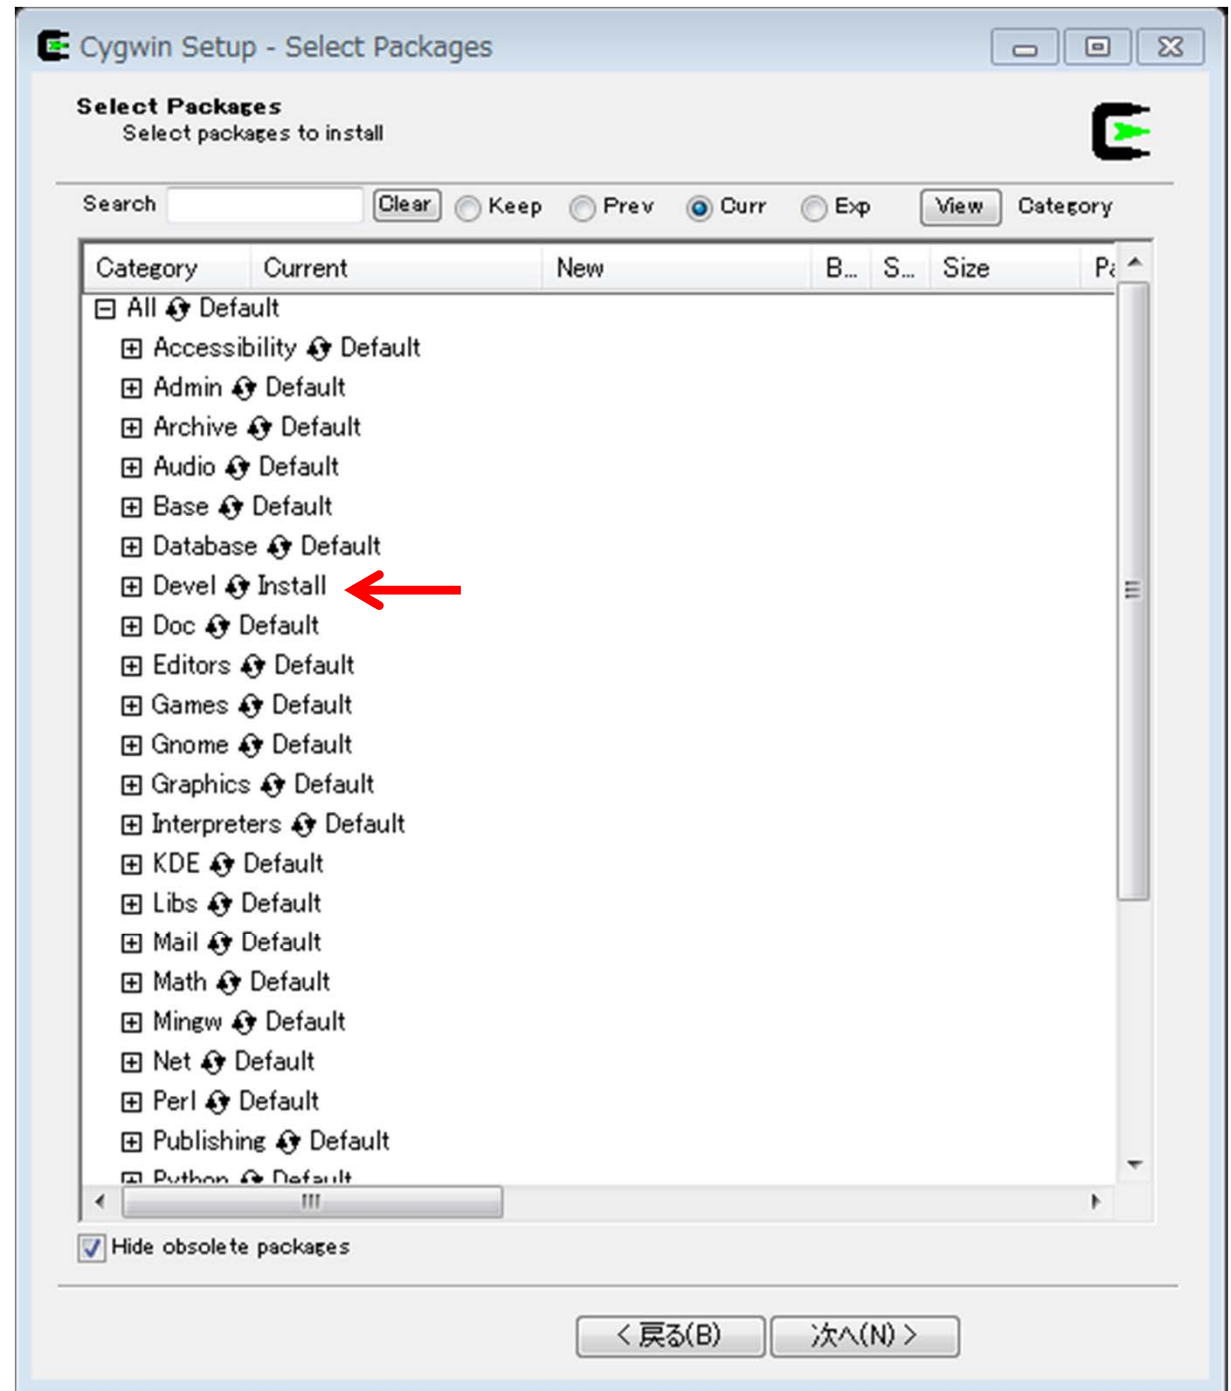 Cygwin Setup - Select Packages
Select Packages
Select packages to install
Search Clear Keep Prev Curr Exp View Category
Category Current New B... S... Size Pa
All Default
Accessibility Default
Admin Default
Archive Default
Audio Default
Base Default
Database Default
Devel Install
Doc Default
Editors Default
Games Default
Gnome Default
Graphics Default
Interpreters Default
KDE Default
Libs Default
Mail Default
Math Default
Mingw Default
Net Default
Perl Default
Publishing Default
Python Default
Hide obsolete packages
< 戻る(B) 次へ(N) >